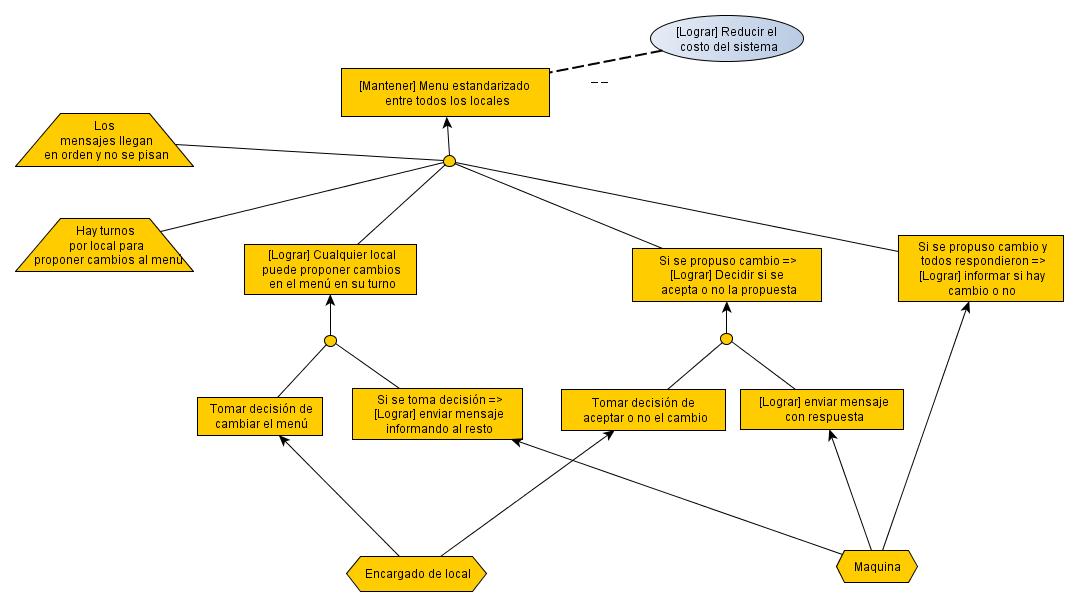 [Lograr] Reducir el
costo del sistema
[Mantener] Menu estandarizado
entre todos los locales
--
Los
mensajes llegan
en orden y no se pisan
Hay turnos
por local para
proponer cambios al menú
[Lograr] Cualquier local
puede proponer cambios
en el menú en su turno
Si se propuso cambio =>
[Lograr] Decidir si se
acepta o no la propuesta
Si se propuso cambio y
todos respondieron =>
[Lograr] informar si hay
cambio o no
Tomar decisión de
cambiar el menú
Si se toma decisión =>
[Lograr] enviar mensaje
informando al resto
Tomar decisión de
aceptar o no el cambio
[Lograr] enviar mensaje
con respuesta
Encargado de local
Maquina